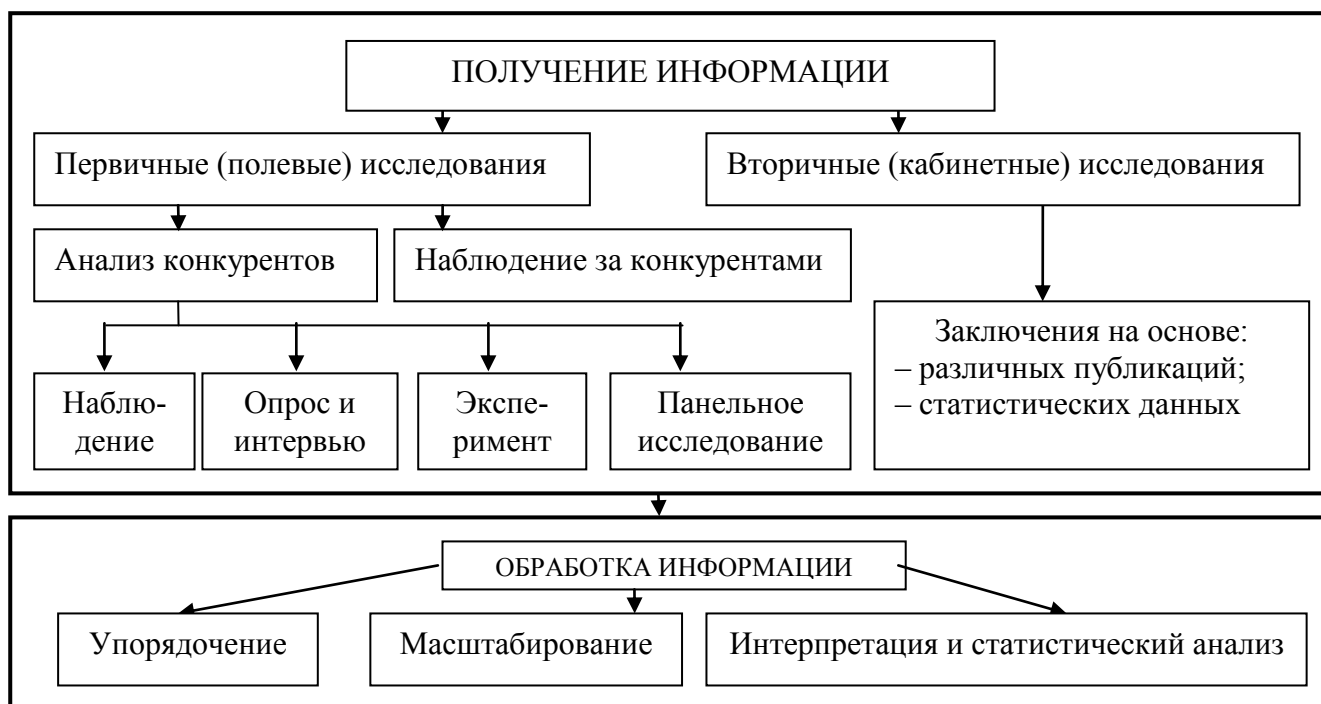 ПОЛУЧЕНИЕ ИНФОРМАЦИИ
Первичные (полевые) исследования
Вторичные (кабинетные) исследования
Анализ конкурентов
Наблюдение за конкурентами
Заключения на основе:
– различных публикаций;
– статистических данных
Наблю-
дение
Опрос и
интервью
Экспе-
римент
Панельное
исследование
ОБРАБОТКА ИНФОРМАЦИИ
Упорядочение
Масштабирование
Интерпретация и статистический анализ